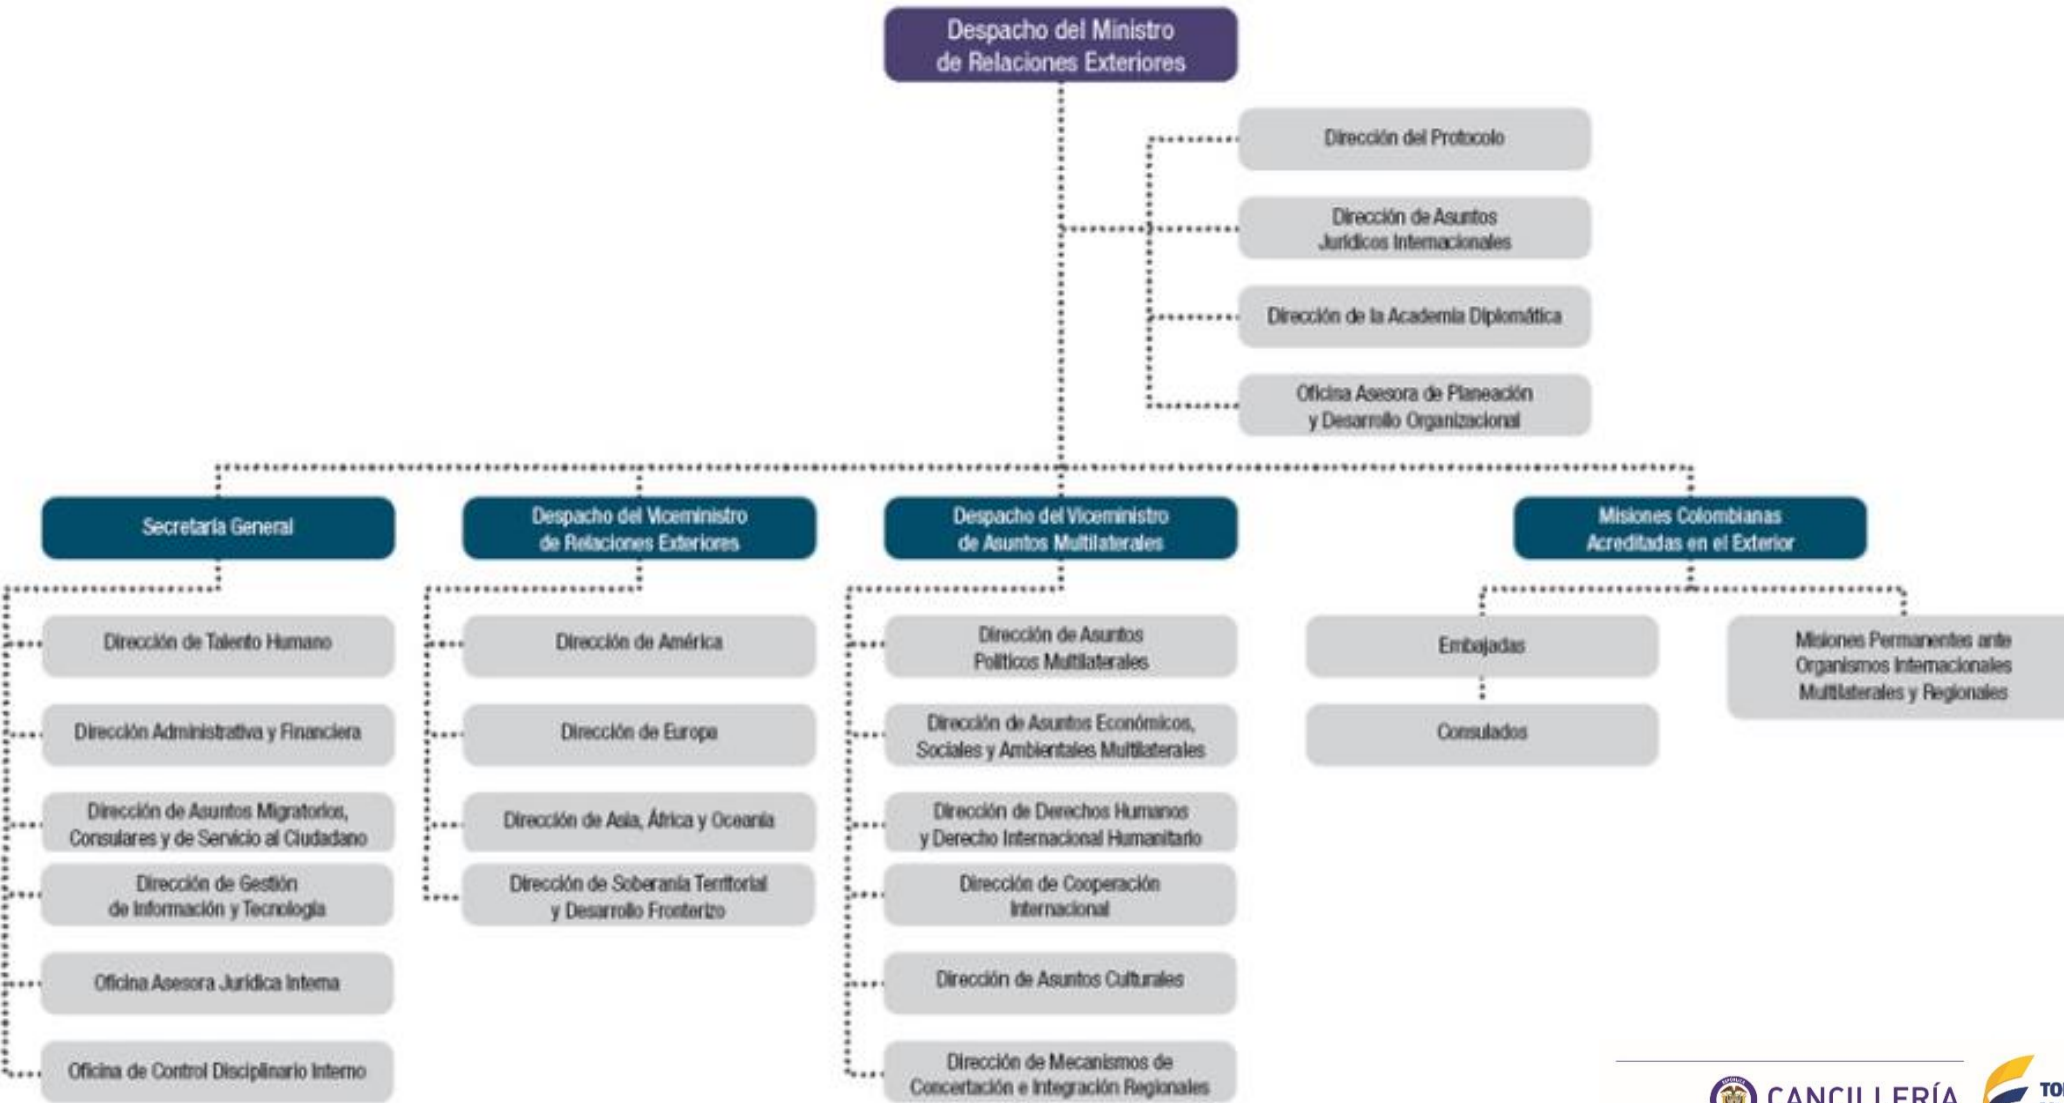 Despacho del Ministro
de Relaciones Exteriores
Dirección del Protocolo
Dirección de Asuntos
Jurídicos Internacionales
Dirección de la Academia Diplomática
Oficina Asesora de Planeación
y Desarrollo Organizacional
Secretaría General
Dirección de Talento Humano
Dirección Administrativa y Financiera
Dirección de Asuntos Migratorios,
Consulares y de Servicio al Ciudadano
Dirección de Gestión
de Información y Tecnología
Oficina Asesora Jurídica Interna
Oficina de Control Disciplinario Interno
Despacho del Viceministro
de Relaciones Exteriores
Dirección de América
Dirección de Europa
Dirección de Asia, África y Oceanía
Dirección de Soberanía Territorial
y Desarrollo Fronterizo
Despacho del Viceministro
de Asuntos Multilaterales
Dirección de Asuntos
Políticos Multilaterales
Dirección de Asuntos Económicos,
Sociales y Ambientales Multilaterales
Dirección de Derechos Humanos
y Derecho Internacional Humanitario
Dirección de Cooperación
Internacional
Dirección de Asuntos Culturales
Dirección de Mecanismos de
Concertación e Integración Regionales
Misiones Colombianas
Acreditadas en el Exterior
Embajadas
Consulados
Misiones Permanentes ante
Organismos Internacionales
Multilaterales y Regionales
CANCILLERÍA